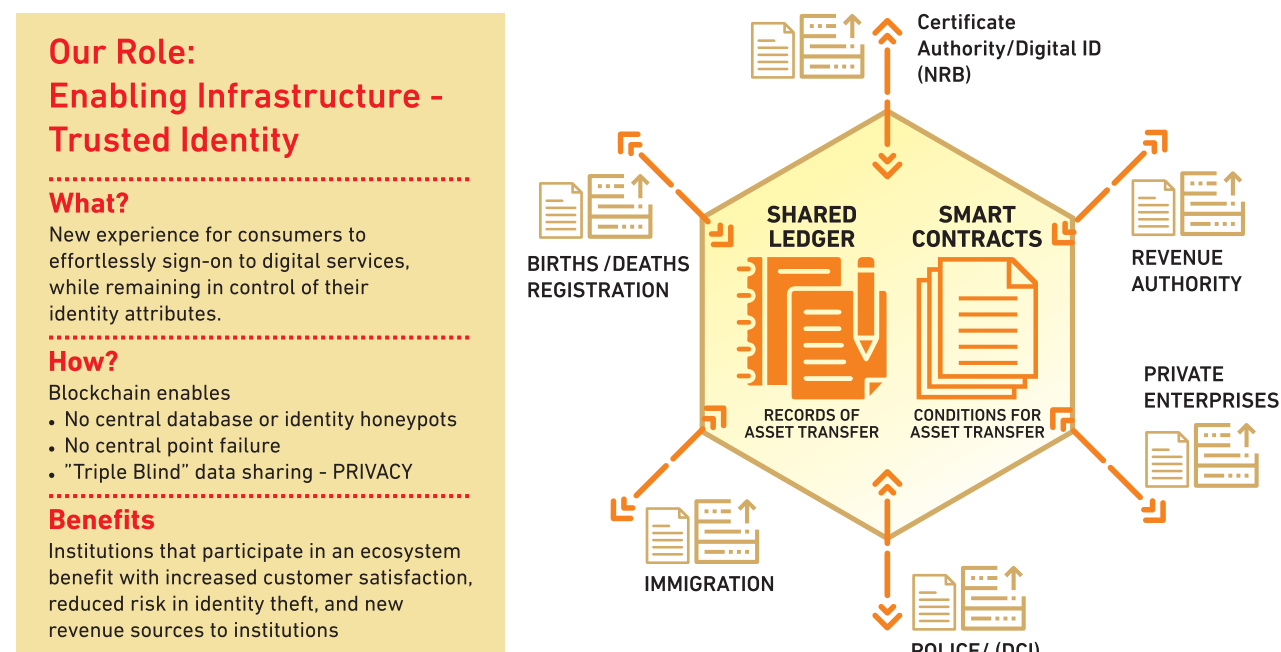 Our Role:
Enabling Infrastructure -
Trusted Identity
What?
New experience for consumers to
effortlessly sign-on to digital services,
while remaining in control of their
identity attributes.
How?
Blockchain enables
• No central database or identity honeypots
• No central point failure
• ”Triple Blind” data sharing - PRIVACY
Benefits
Institutions that participate in an ecosystem
benefit with increased customer satisfaction,
reduced risk in identity theft, and new
revenue sources to institutions
Certificate
Authority/Digital ID
(NRB)
BIRTHS /DEATHS
REGISTRATION
SHARED
LEDGER
RECORDS OF
ASSET TRANSFER
SMART
CONTRACTS
CONDITIONS FOR
ASSET TRANSFER
REVENUE
AUTHORITY
PRIVATE
ENTERPRISES
IMMIGRATION
POLICE/ (DCI)